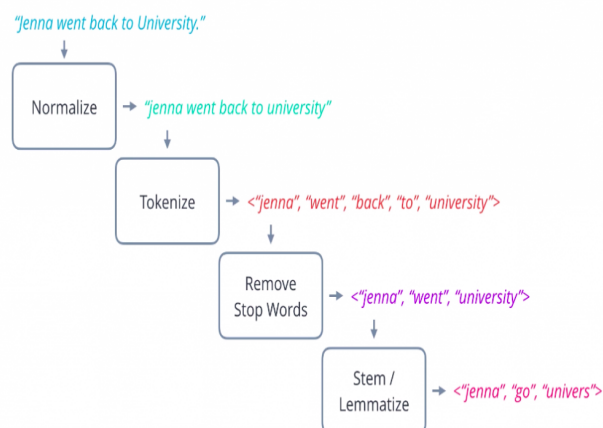 “Jenna went back to University.”
Normalize
“jenna went back to university”
Tokenize
<“jenna”, “went”, “back”, “to”, “university”>
Remove
Stop Words
<“jenna”, “went”, “university”>
Stem /
Lemmatize
<“jenna”, “go”, “univers”>